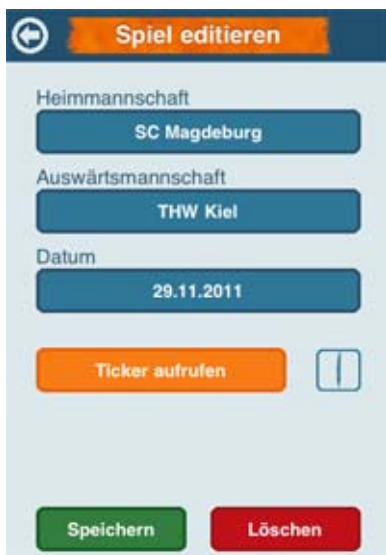 Spiel editieren
Heimmannschaft
SC Magdeburg
Auswärtsmannschaft
THW Kiel
Datum
29.11.2011
Ticker aufrufen
Speichern Löschen